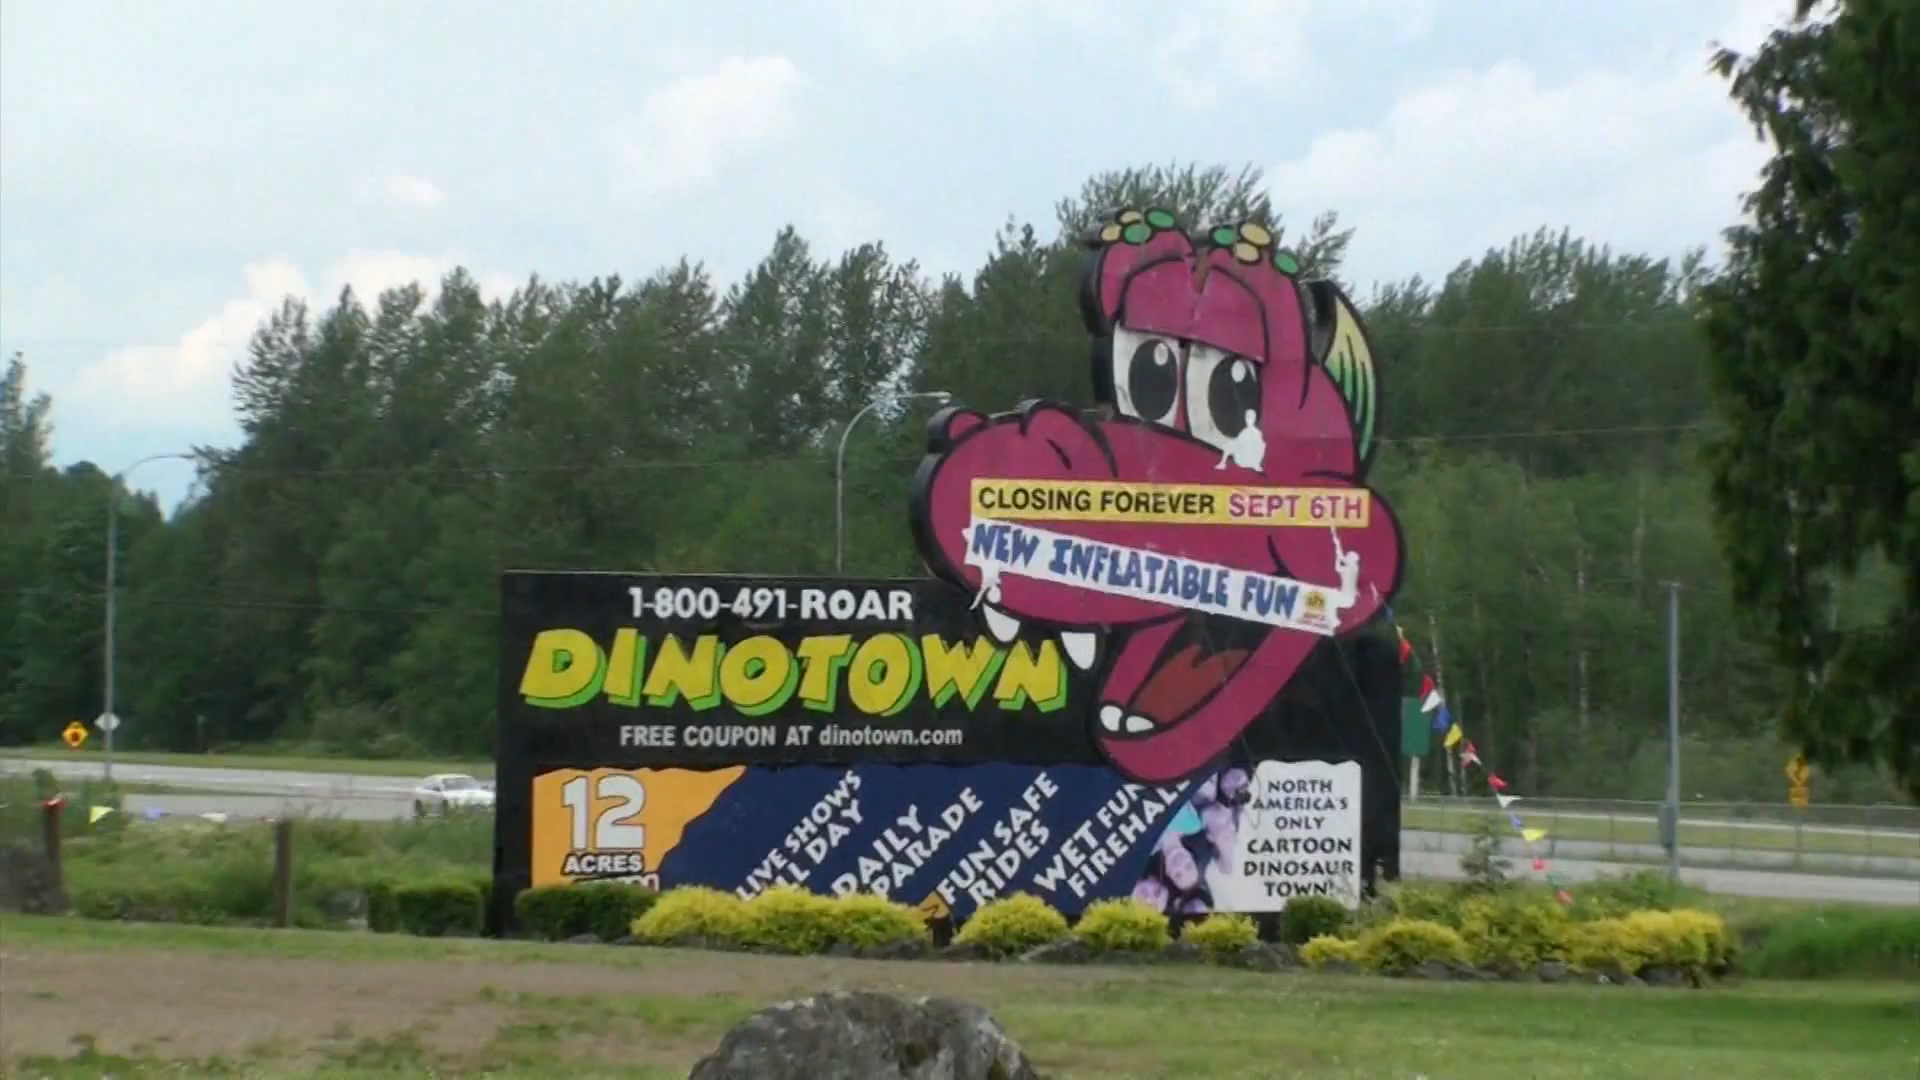 CLOSING FOREVER SEPT 6TH
NEW INFLATABLE FUN
1-800-491-ROAR
DINOTOWN
FREE COUPON AT dinotown.com
12
ACRES
LIVE SHOWS
ALL DAY
DAILY
PARADE
FUN SAFE
RIDES
WET FUN
FIREHALL
NORTH
AMERICA'S
ONLY
CARTOON
DINOSAUR
TOWN!